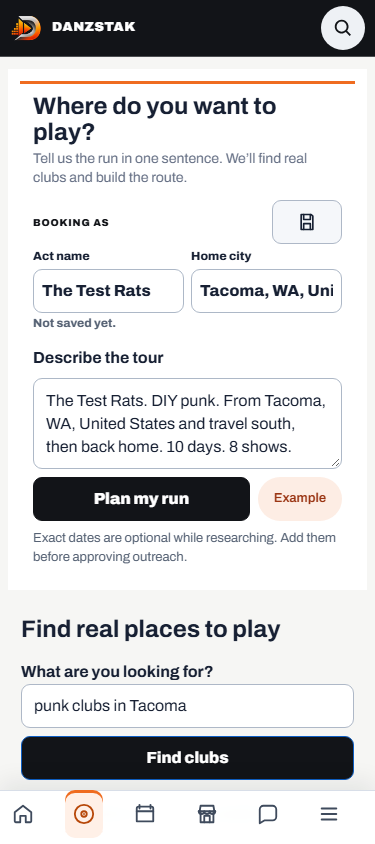 DANZSTAK
Where do you want to
play?
Tell us the run in one sentence. We'll find real
clubs and build the route.
BOOKING AS
Act name
Home city
The Test Rats
Tacoma, WA, Uni
Not saved yet.
Describe the tour
The Test Rats. DIY punk. From Tacoma,
WA, United States and travel south,
then back home. 10 days. 8 shows.
Plan my run
Example
Exact dates are optional while researching. Add them
before approving outreach.
Find real places to play
What are you looking for?
punk clubs in Tacoma
Find clubs